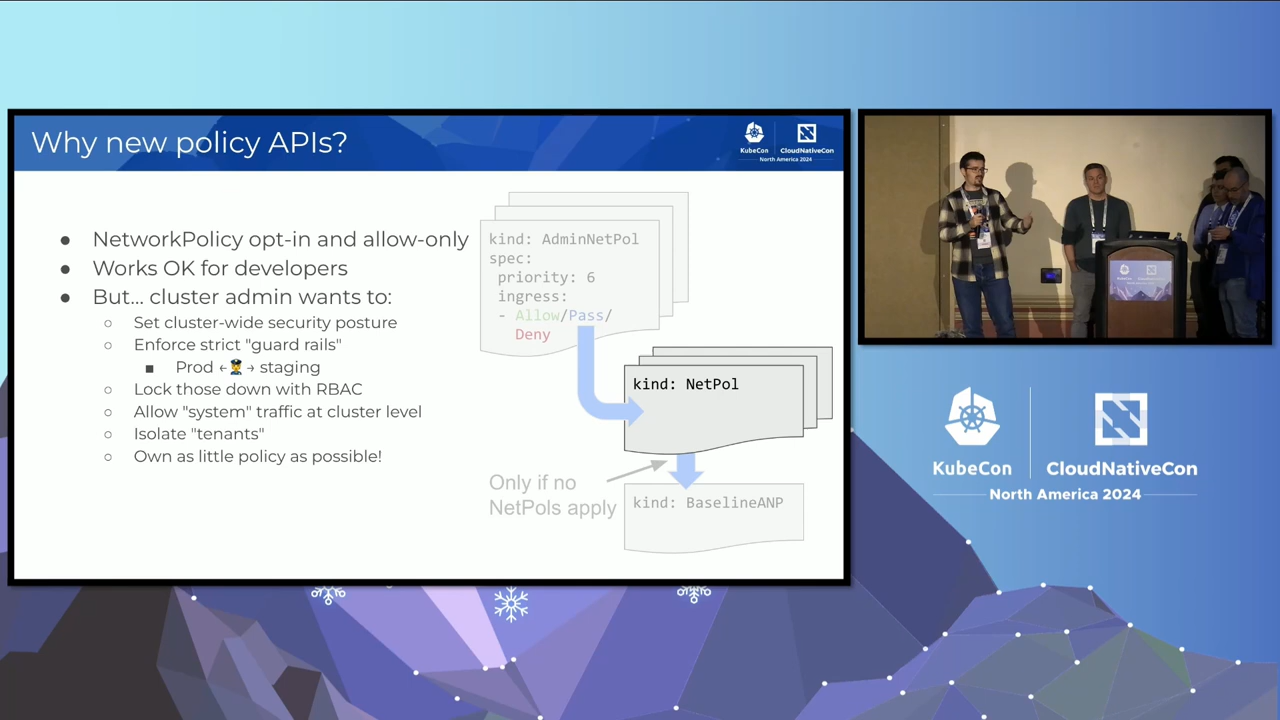 Why new policy APIs?
KubeCon
CloudNativeCon
North America 2024
● NetworkPolicy opt-in and allow-only
● Works OK for developers
● But... cluster admin wants to:
○ Set cluster-wide security posture
○ Enforce strict "guard rails"
■ Prod ←👮→ staging
○ Lock those down with RBAC
○ Allow "system" traffic at cluster level
○ Isolate "tenants"
○ Own as little policy as possible!
kind: AdminNetPol
spec:
priority: 6
ingress:
- Allow/Pass/
Deny
kind: NetPol
Only if no
NetPols apply
kind: BaselineANP
KubeCon
CloudNativeCon
North America 2024